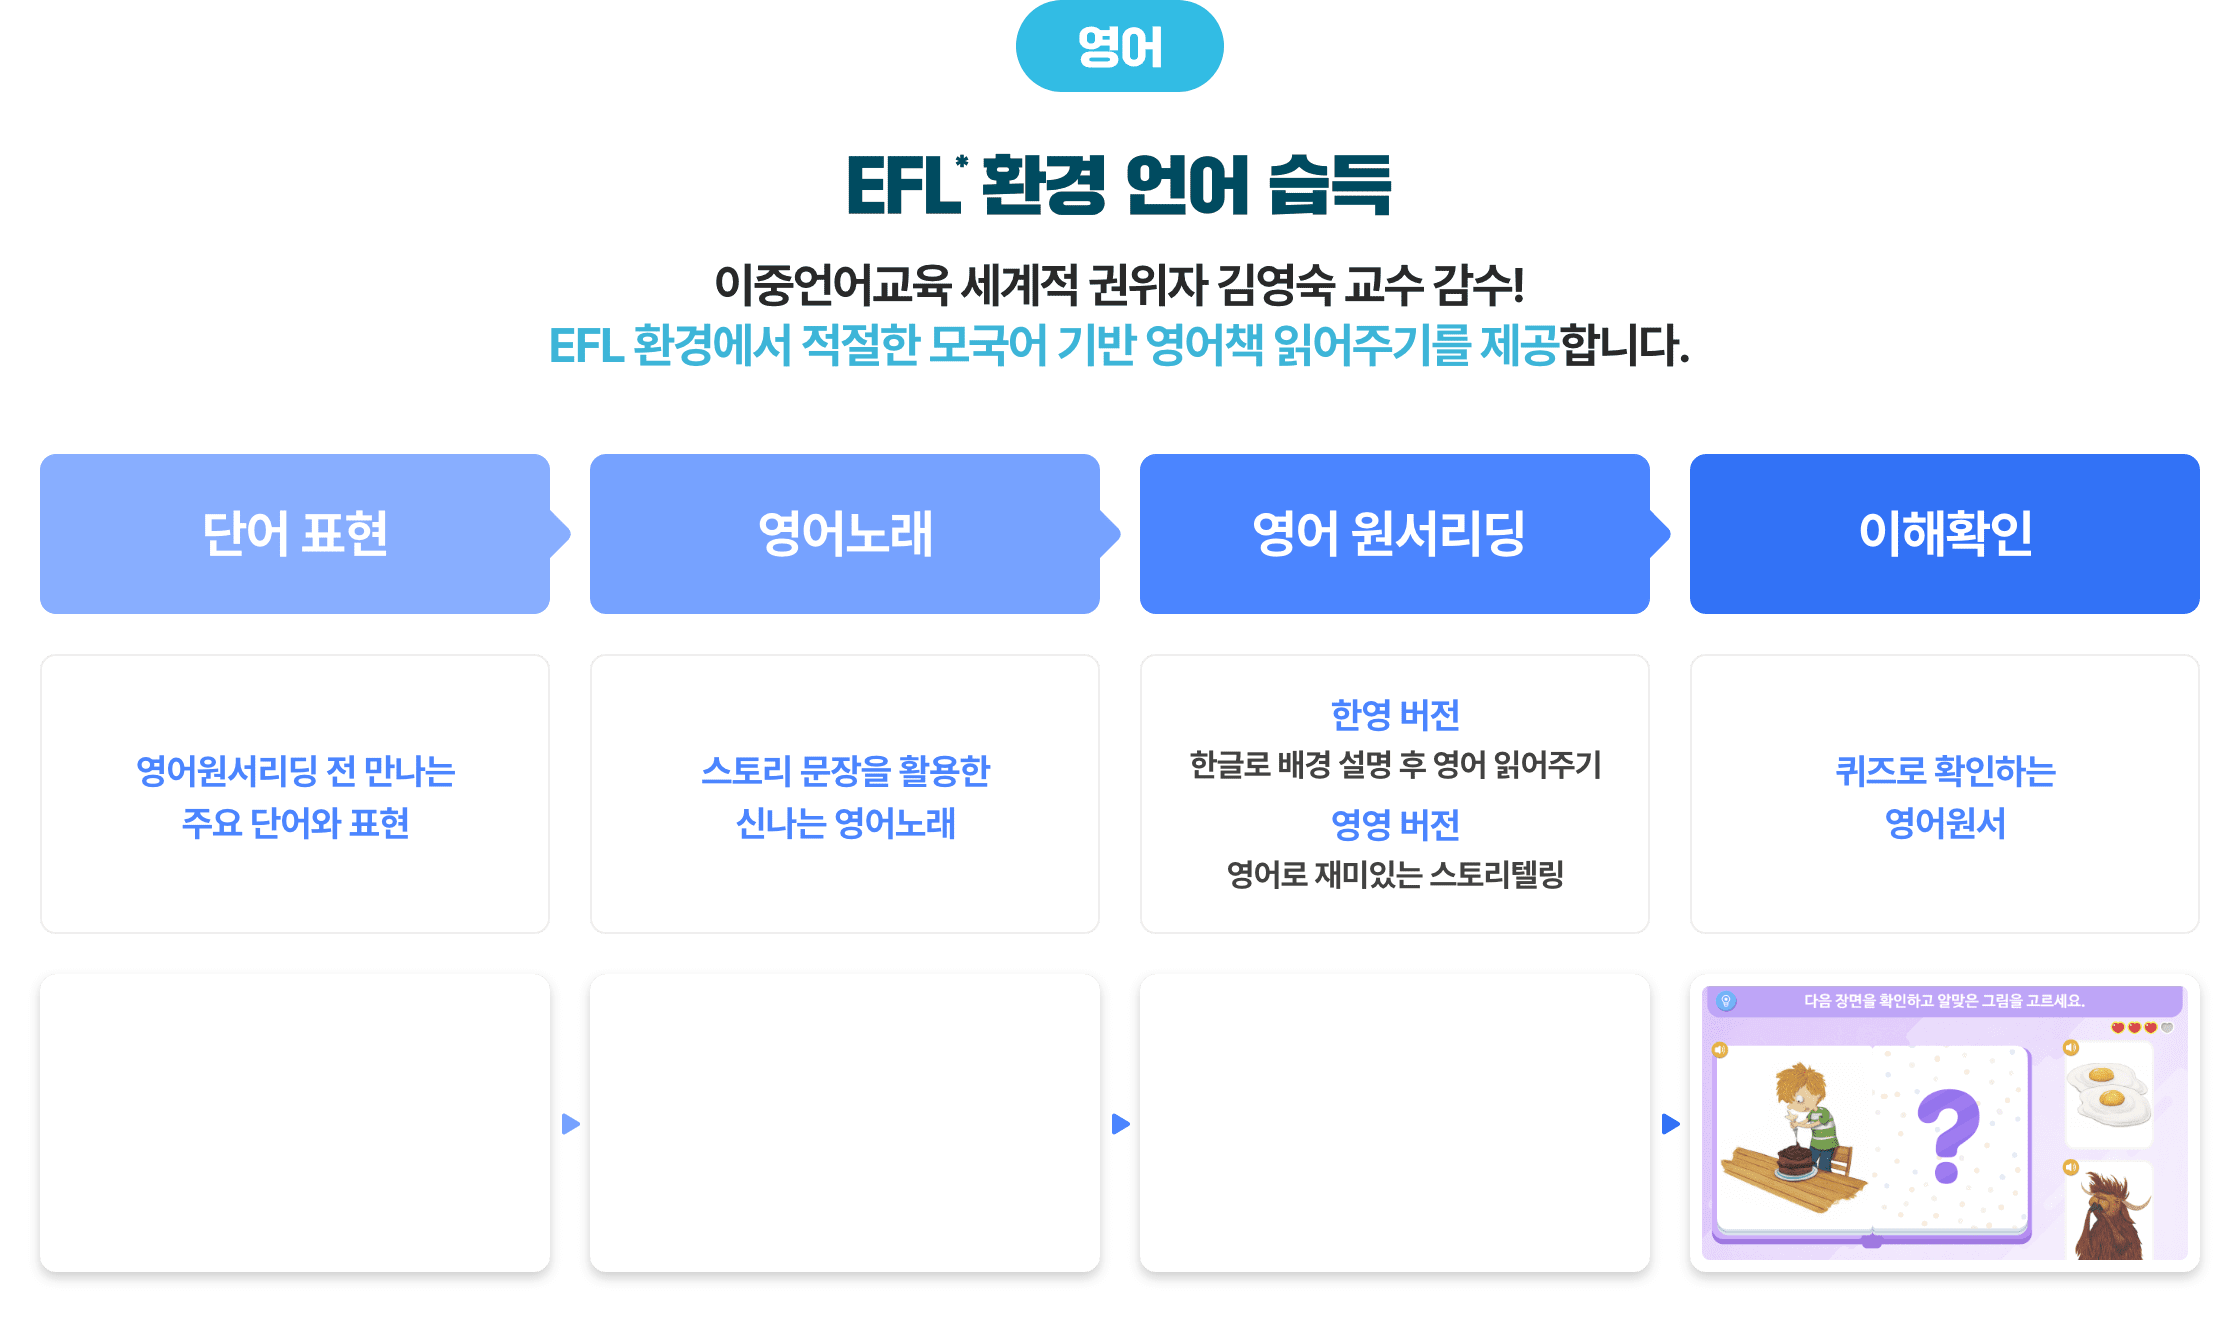 영어
EFL* 환경 언어 습득
이중언어교육 세계적 권위자 김영숙 교수 감수!
EFL 환경에서 적절한 모국어 기반 영어책 읽어주기를 제공합니다.
단어 표현
영어노래
영어 원서리딩
이해확인
영어원서리딩 전 만나는
주요 단어와 표현
스토리 문장을 활용한
신나는 영어노래
한영 버전
한글로 배경 설명 후 영어 읽어주기
영영 버전
영어로 재미있는 스토리텔링
퀴즈로 확인하는
영어원서
다음 장면을 확인하고 알맞은 그림을 고르세요.
?